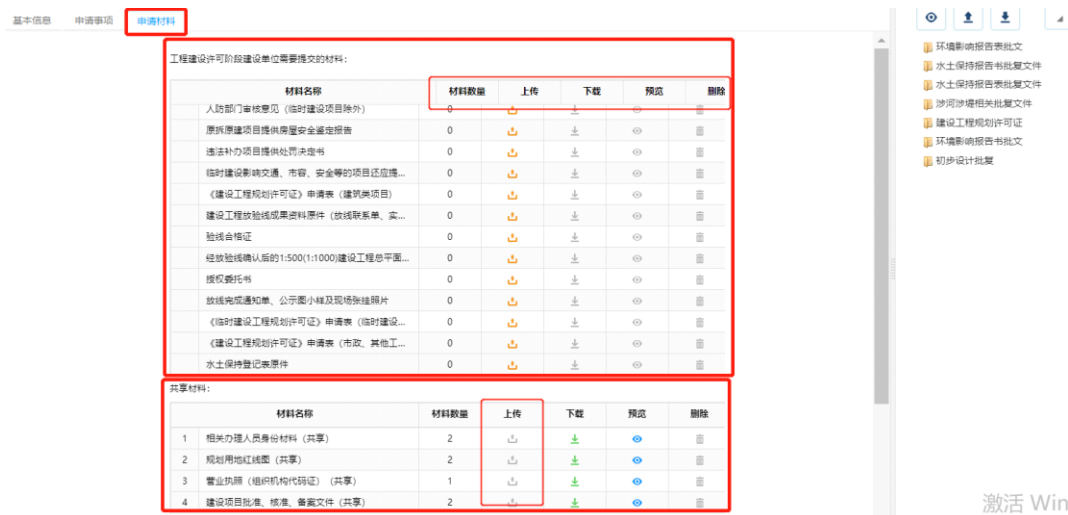 基本信息 申请事项 申请材料
工程建设许可阶段建设单位需要提交的材料：
材料名称 材料数量 上传 下载 预览 删除
人防部门审核意见（临时建设项目除外） 0
原拆原建项目提供房屋安全鉴定报告 0
违法补办项目提供处罚决定书 0
临时建设影响交通、市容、安全等的项目还应提... 0
《建设工程规划许可证》申请表（建筑类项目） 0
建设工程放验线成果资料原件（放线联系单、实... 0
验线合格证 0
经放验线确认后的1:500(1:1000)建设工程总平面... 0
授权委托书 0
放线完成通知单、公示图小样及现场张挂照片 0
《临时建设工程规划许可证》申请表（临时建设... 0
《建设工程规划许可证》申请表（市政、其他工... 0
水土保持登记表原件 0
共享材料：
材料名称 材料数量 上传 下载 预览 删除
1 相关办理人员身份材料（共享） 2
2 规划用地红线图（共享） 2
3 营业执照（组织机构代码证）（共享） 1
4 建设项目批准、核准、备案文件（共享） 2
环境影响报告表批文
水土保持报告书批复文件
水土保持报告表批复文件
涉河涉堤相关批复文件
建设工程规划许可证
环境影响报告书批文
初步设计批复
激活 Win